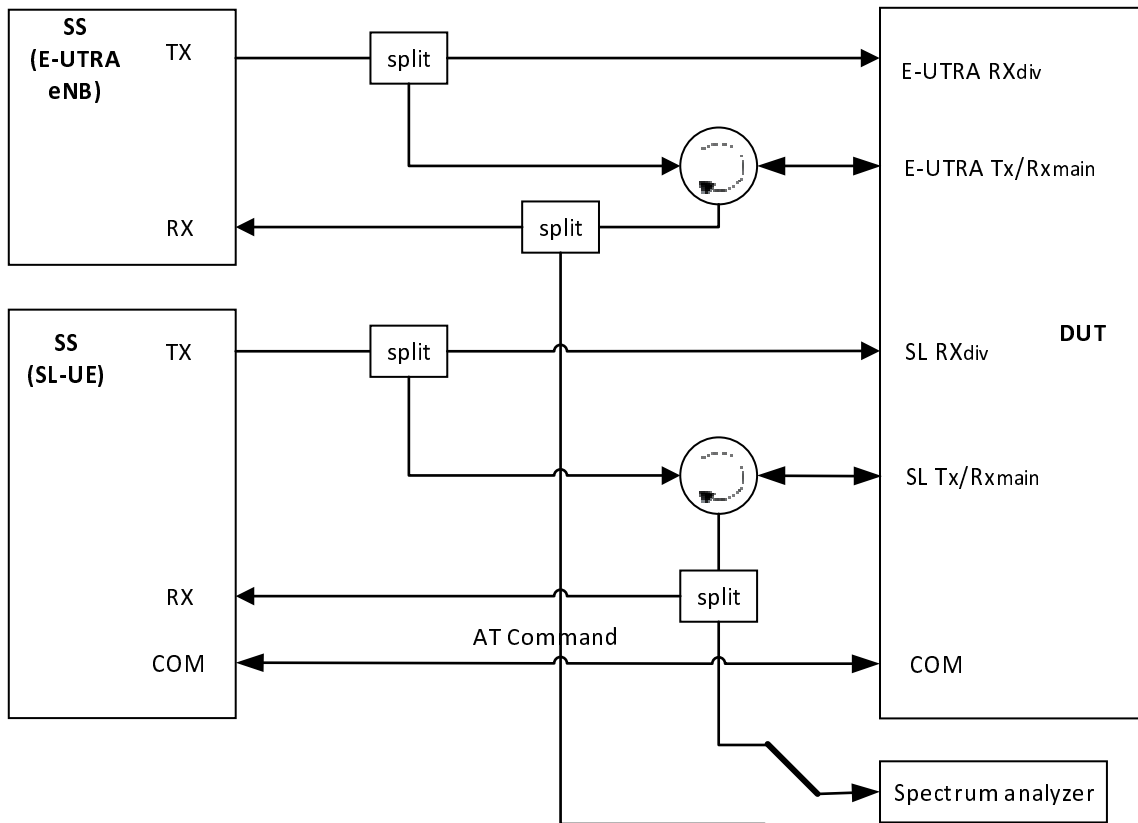 SS
(E-UTRA
eNB)
TX
split
E-UTRA RXdiv
E-UTRA Tx/Rxmain
RX
split
SS
(SL-UE)
TX
split
SL RXdiv
DUT
SL Tx/Rxmain
RX
split
AT Command
COM
COM
Spectrum analyzer